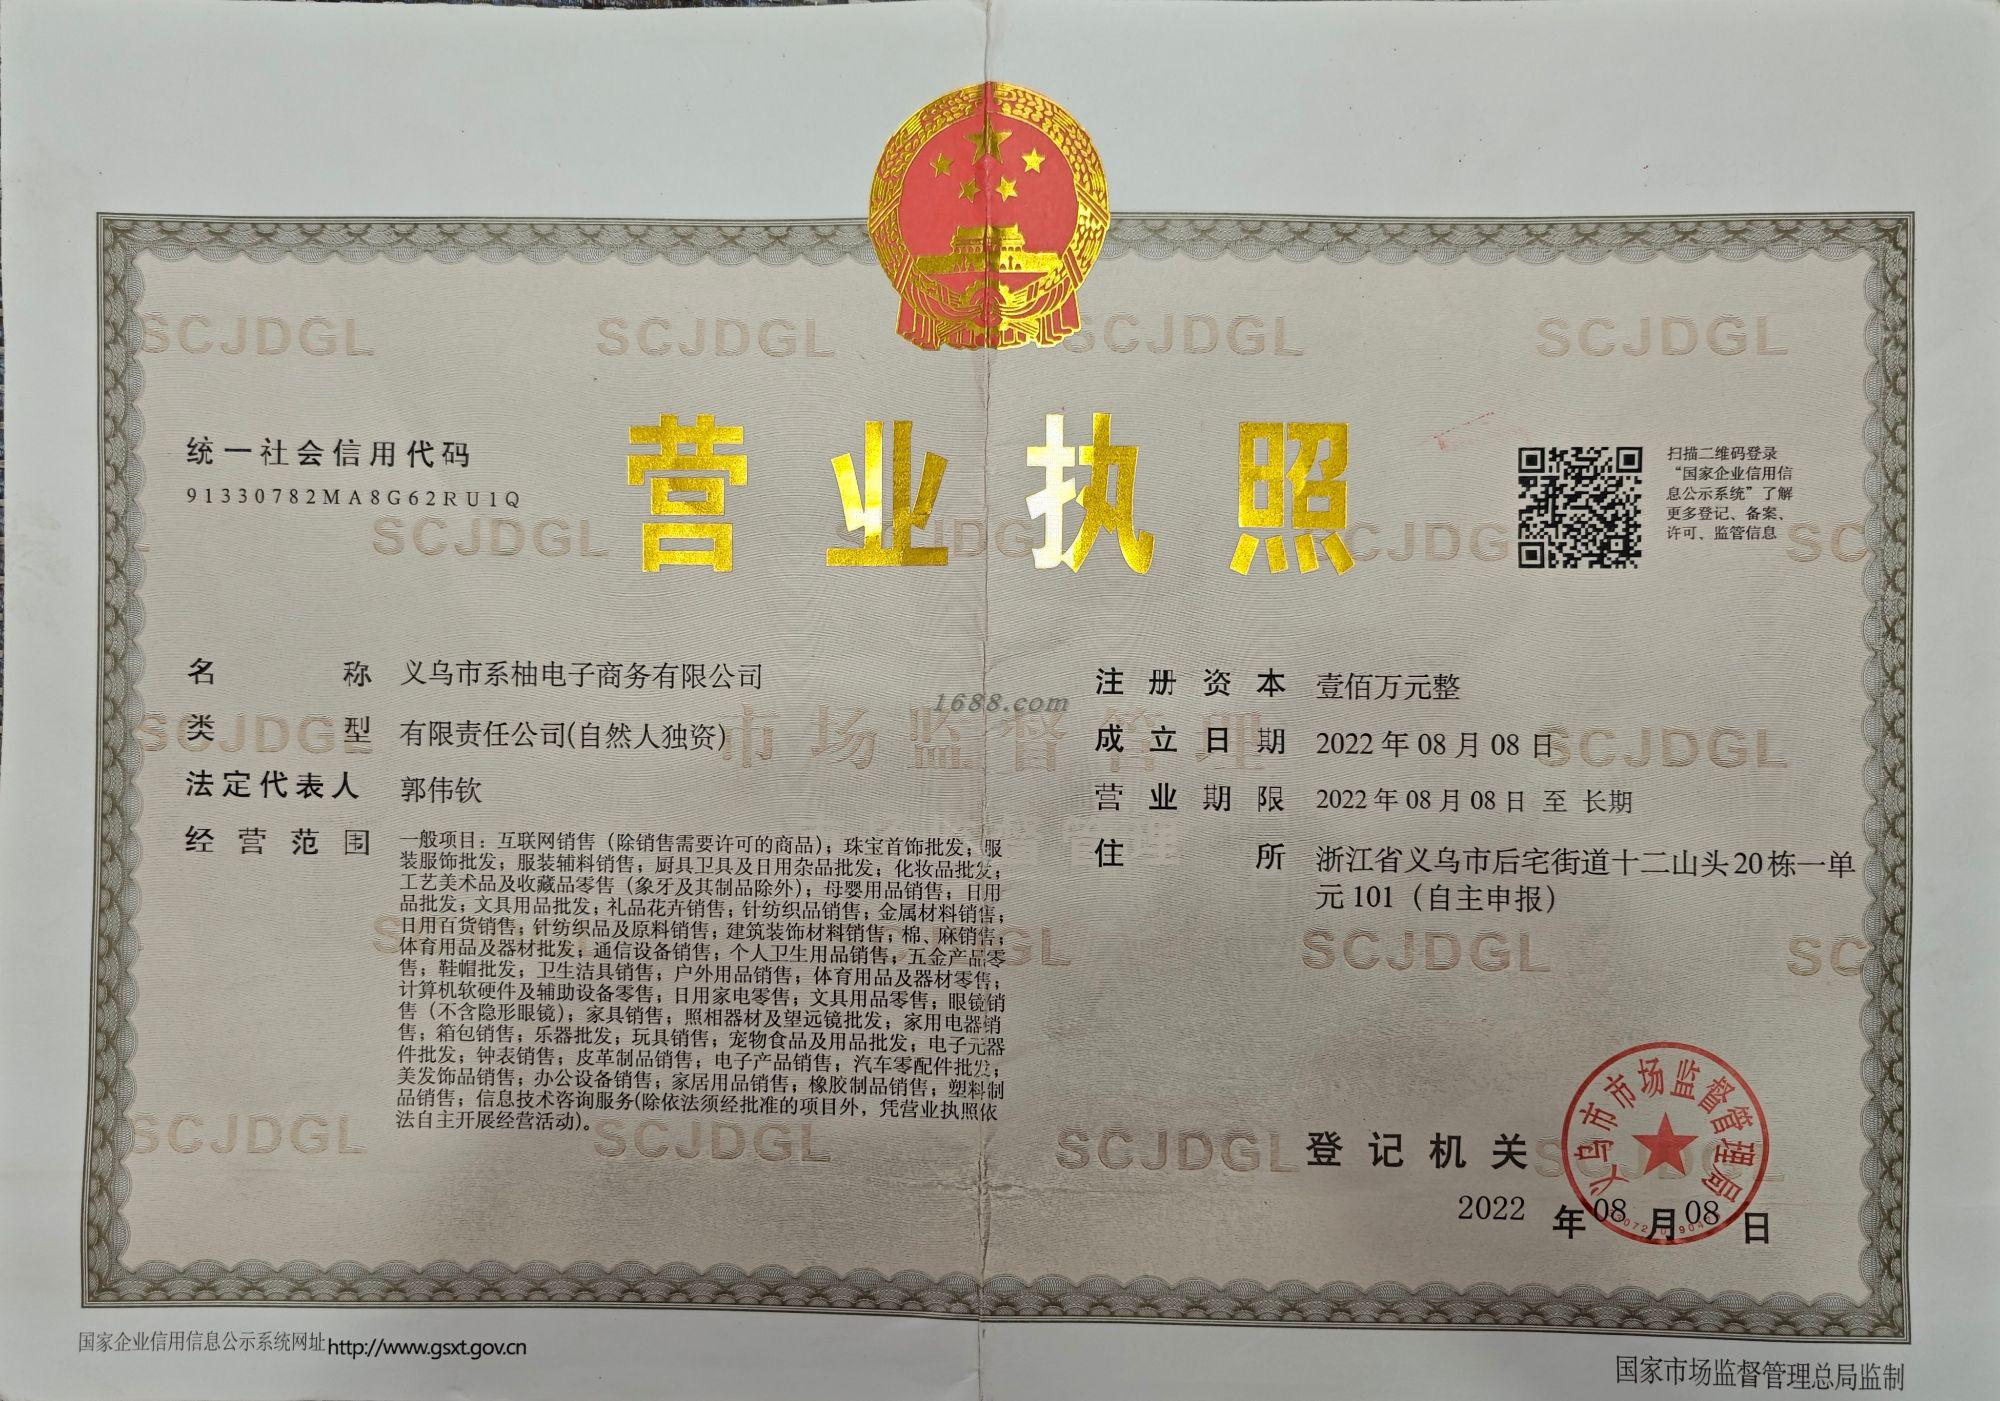 SCJDGL SCJDGL SCJDGL SCJDGL
营业执照
统一社会信用代码
91330782MA8G62RU1Q
扫描二维码登录
“国家企业信用信
息公示系统”了解
更多登记、备案、
许可、监管信息
名称 义乌市系柚电子商务有限公司
类型 有限责任公司(自然人独资)
法定代表人 郭伟钦
经营范围 一般项目：互联网销售（除销售需要许可的商品）；珠宝首饰批发；服
装服饰批发；服装辅料销售；厨具卫具及日用杂品批发；化妆品批发；
工艺美术品及收藏品零售（象牙及其制品除外）；母婴用品销售；日用
品批发；文具用品批发；礼品花卉销售；针纺织品销售；金属材料销售；
日用百货销售；针纺织品及原料销售；建筑装饰材料销售；棉、麻销售；
体育用品及器材批发；通信设备销售；个人卫生用品销售；五金产品零
售；鞋帽批发；卫生洁具销售；户外用品销售；体育用品及器材零售；
计算机软硬件及辅助设备零售；日用家电零售；文具用品零售；眼镜销
售（不含隐形眼镜）；家具销售；照相器材及望远镜批发；家用电器销
售；箱包销售；乐器批发；玩具销售；宠物食品及用品批发；电子元器
件批发；钟表销售；皮革制品销售；电子产品销售；汽车零配件批发；
美发饰品销售；办公设备销售；家居用品销售；橡胶制品销售；塑料制
品销售；信息技术咨询服务(除依法须经批准的项目外，凭营业执照依
法自主开展经营活动)。
1688.com
市场监督管理
注册资本 壹佰万元整
成立日期 2022年08月08日
营业期限 2022年08月08日 至 长期
住所 浙江省义乌市后宅街道十二山头20栋一单
元101（自主申报）
登记机关
义乌市市场监督管理局
2022 年 08 月 08 日
国家企业信用信息公示系统网址http://www.gsxt.gov.cn
国家市场监督管理总局监制